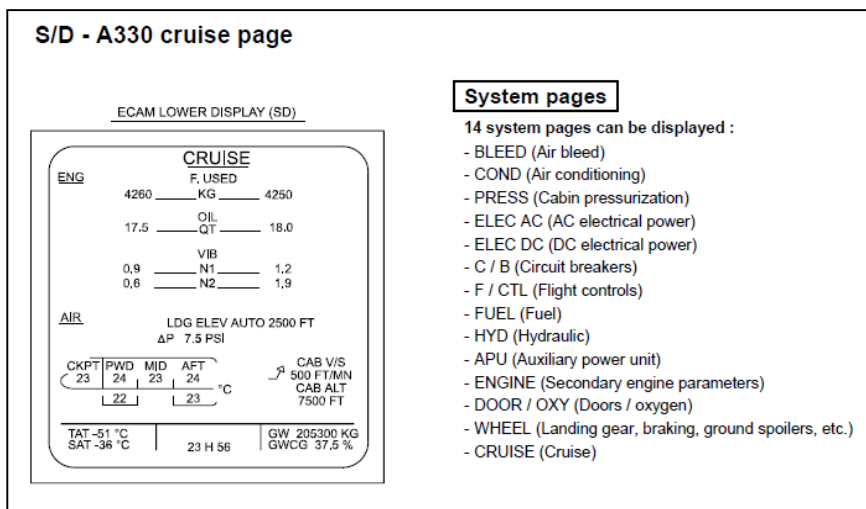 S/D - A330 cruise page
ECAM LOWER DISPLAY (SD)
CRUISE
ENG
F. USED
4260 KG 4250
OIL
17.5 QT 18.0
VIB
0,9 N1 1,2
0,6 N2 1,9
AIR
LDG ELEV AUTO 2500 FT
ΔP 7.5 PSI
CKPT PWD MID AFT
23 24 23 24 °C
22 23
CAB V/S
500 FT/MN
CAB ALT
7500 FT
TAT -51 °C
SAT -36 °C
23 H 56
GW 205300 KG
GWCG 37,5 %
System pages
14 system pages can be displayed :
- BLEED (Air bleed)
- COND (Air conditioning)
- PRESS (Cabin pressurization)
- ELEC AC (AC electrical power)
- ELEC DC (DC electrical power)
- C / B (Circuit breakers)
- F / CTL (Flight controls)
- FUEL (Fuel)
- HYD (Hydraulic)
- APU (Auxiliary power unit)
- ENGINE (Secondary engine parameters)
- DOOR / OXY (Doors / oxygen)
- WHEEL (Landing gear, braking, ground spoilers, etc.)
- CRUISE (Cruise)